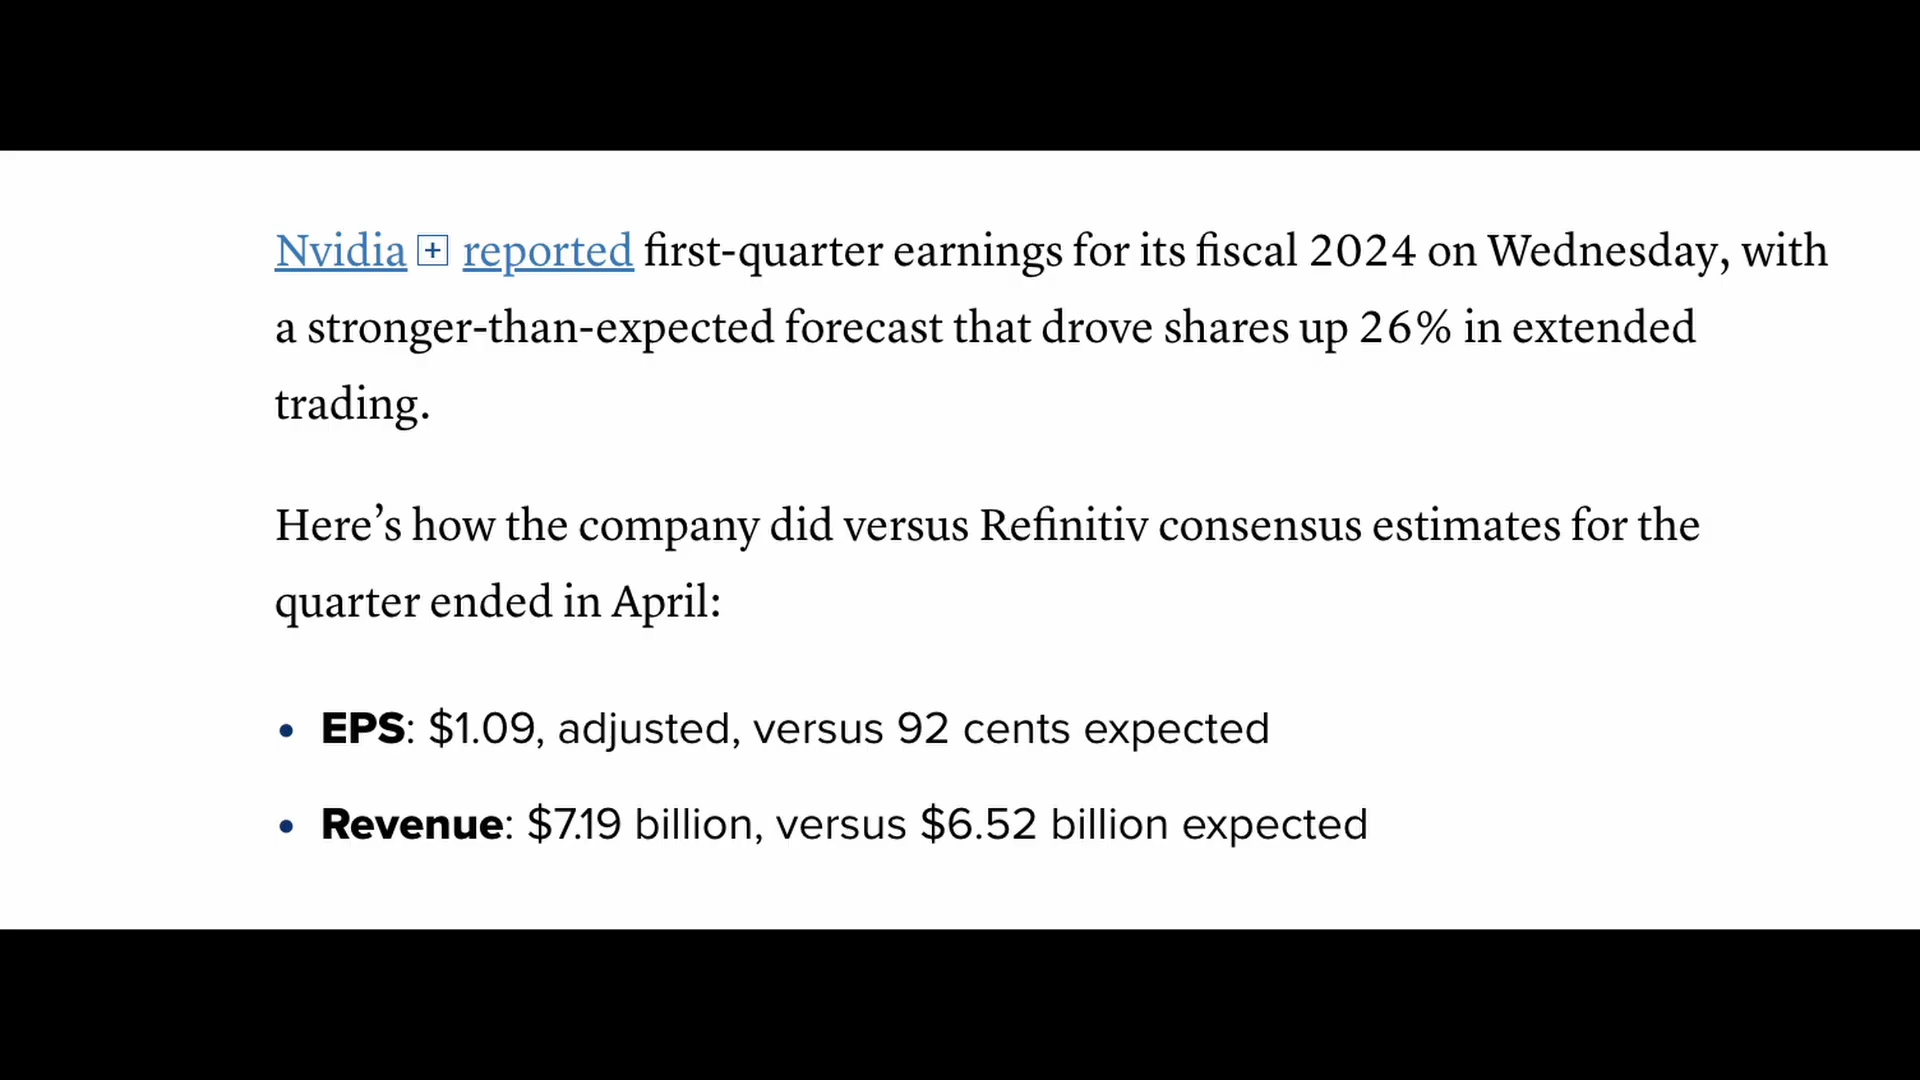 Nvidia + reported first-quarter earnings for its fiscal 2024 on Wednesday, with
a stronger-than-expected forecast that drove shares up 26% in extended
trading.
Here’s how the company did versus Refinitiv consensus estimates for the
quarter ended in April:
• EPS: $1.09, adjusted, versus 92 cents expected
• Revenue: $7.19 billion, versus $6.52 billion expected